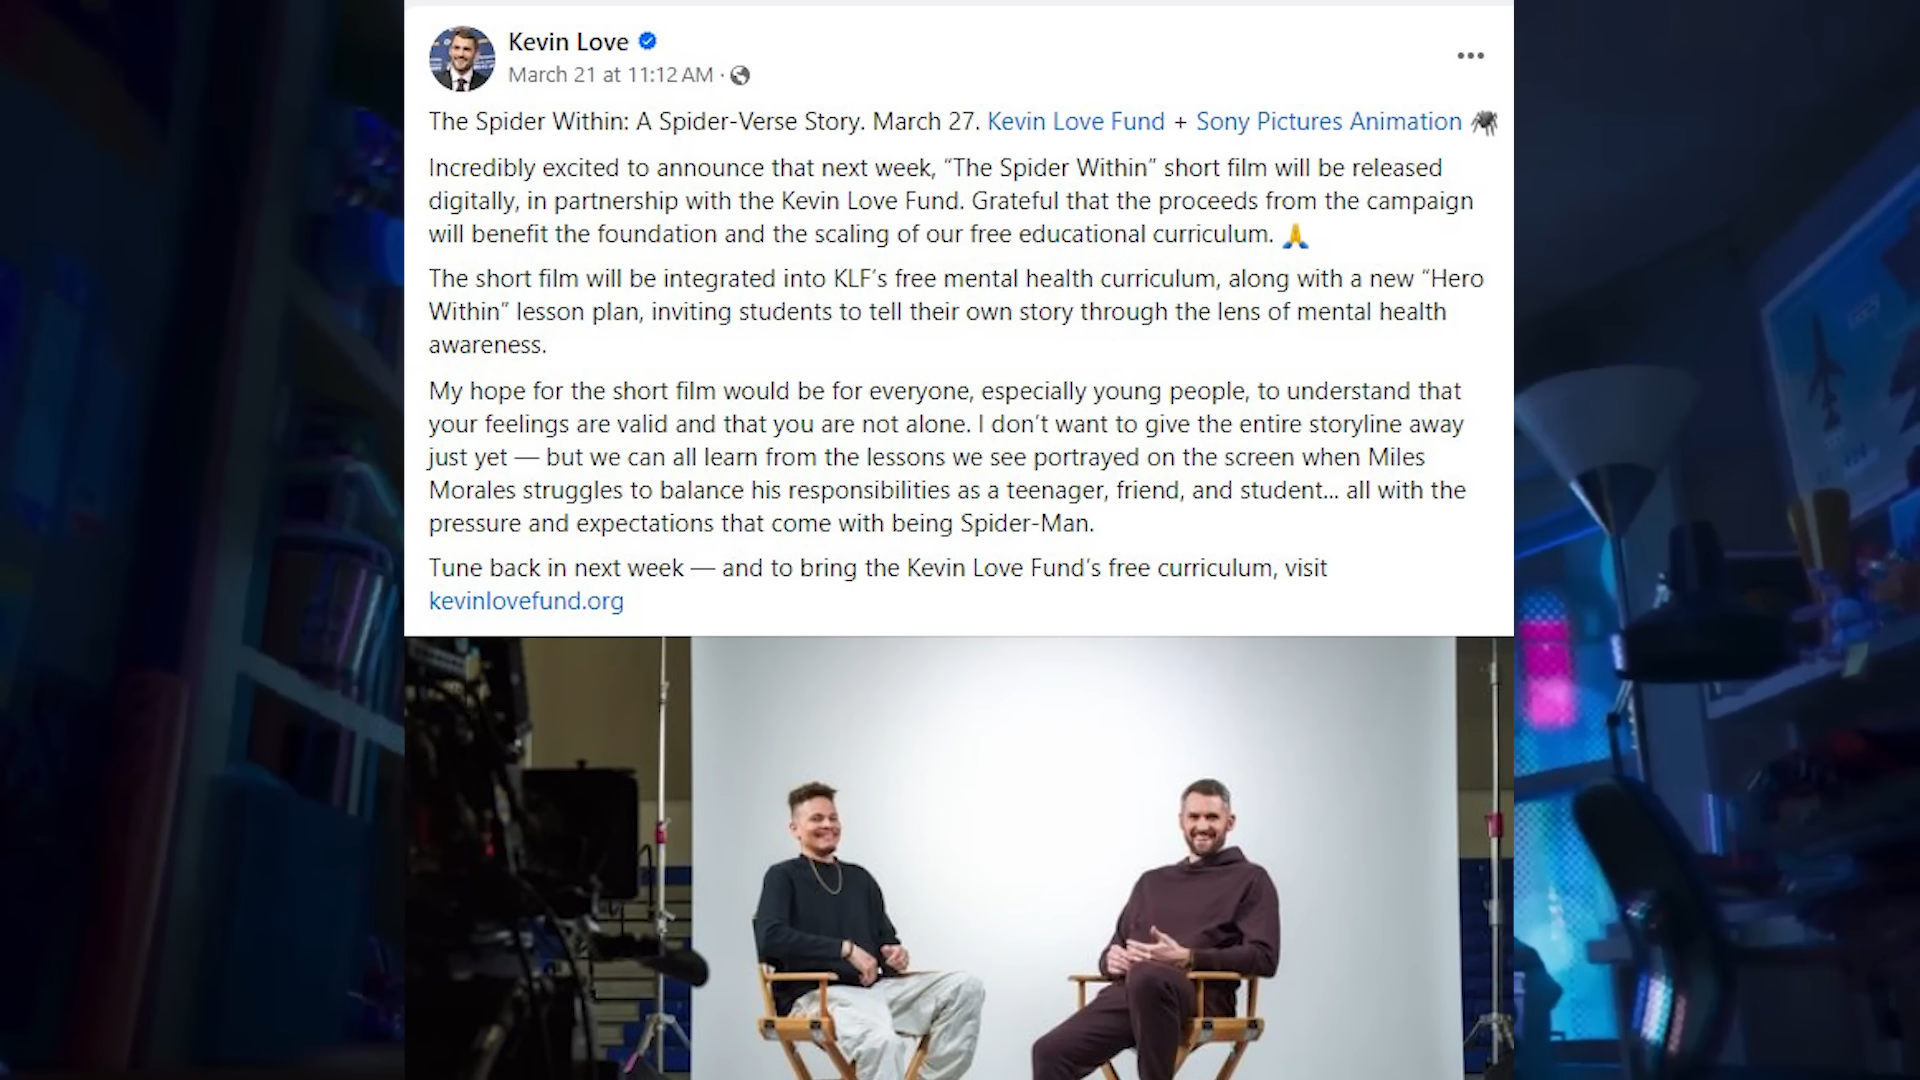 Kevin Love
March 21 at 11:12 AM ·
The Spider Within: A Spider-Verse Story. March 27. Kevin Love Fund + Sony Pictures Animation 🕷
Incredibly excited to announce that next week, “The Spider Within” short film will be released
digitally, in partnership with the Kevin Love Fund. Grateful that the proceeds from the campaign
will benefit the foundation and the scaling of our free educational curriculum. 🙏
The short film will be integrated into KLF’s free mental health curriculum, along with a new “Hero
Within” lesson plan, inviting students to tell their own story through the lens of mental health
awareness.
My hope for the short film would be for everyone, especially young people, to understand that
your feelings are valid and that you are not alone. I don’t want to give the entire storyline away
just yet — but we can all learn from the lessons we see portrayed on the screen when Miles
Morales struggles to balance his responsibilities as a teenager, friend, and student... all with the
pressure and expectations that come with being Spider-Man.
Tune back in next week — and to bring the Kevin Love Fund’s free curriculum, visit
kevinlovefund.org